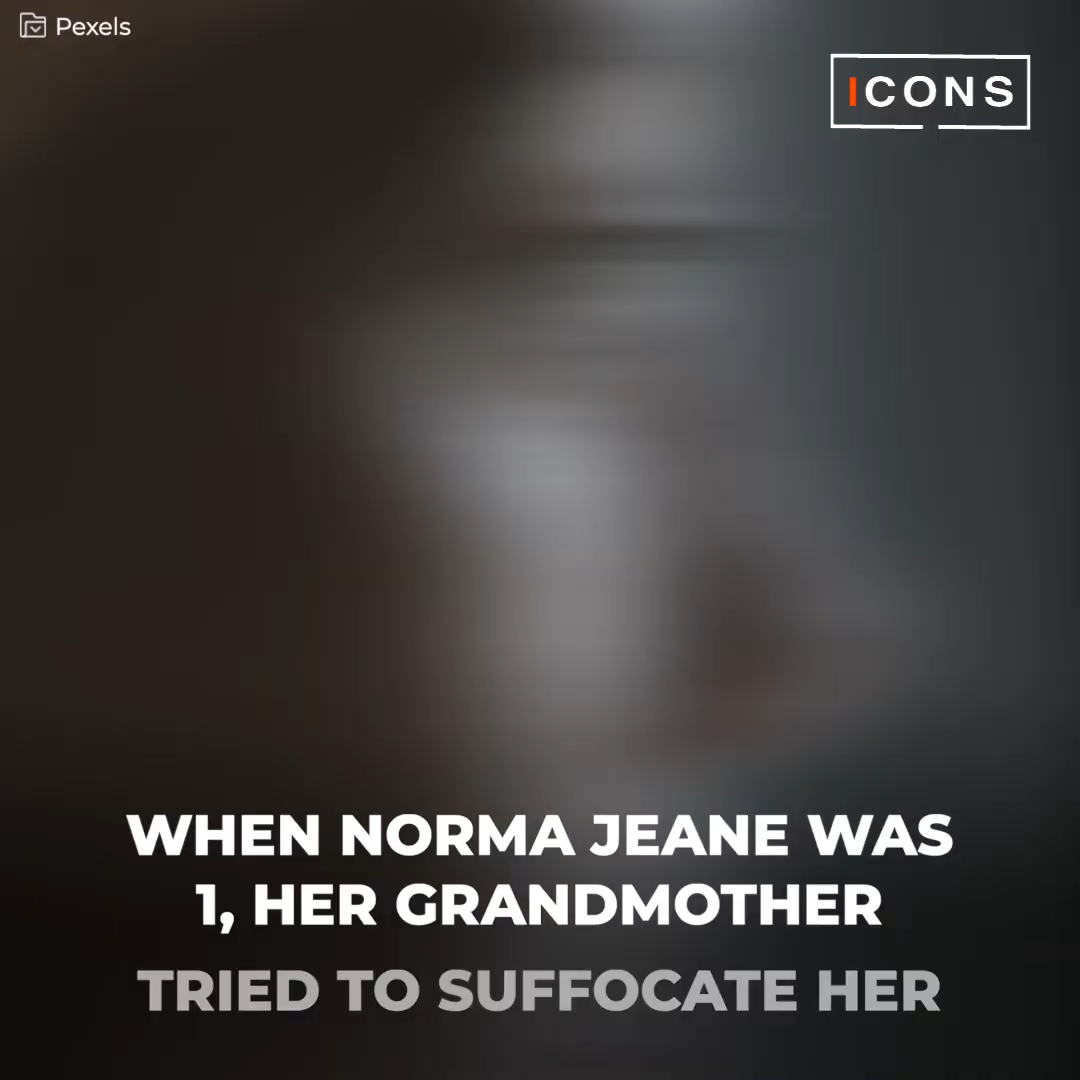 Pexels
ICONS
WHEN NORMA JEANE WAS
1, HER GRANDMOTHER
TRIED TO SUFFOCATE HER